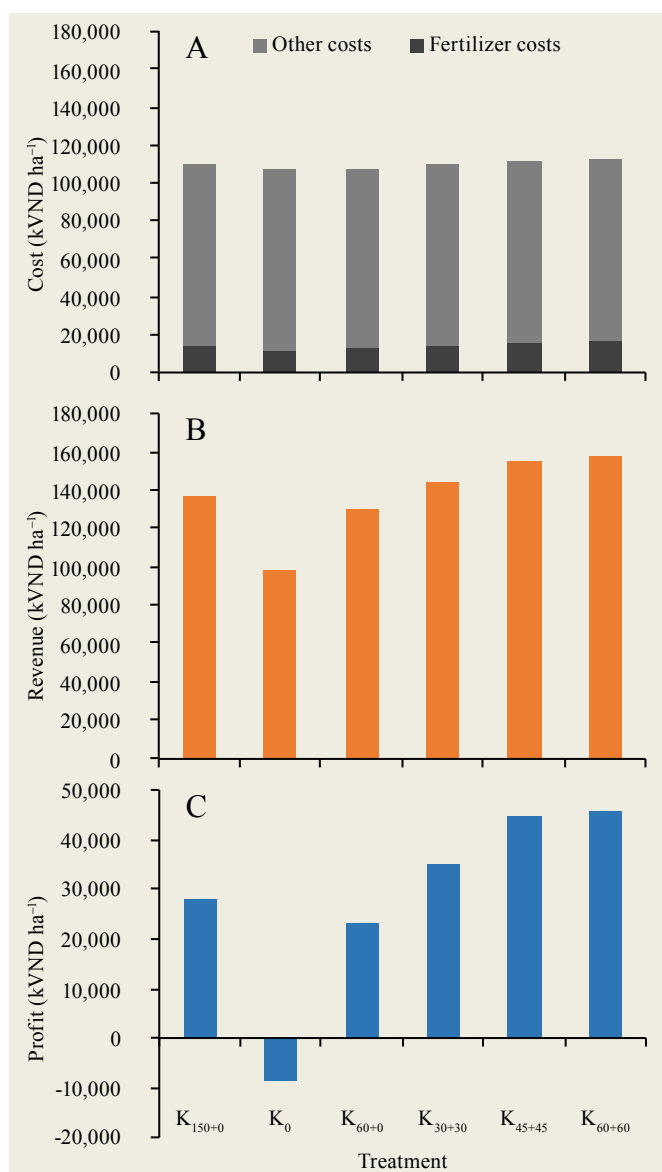 A
Other costs
Fertilizer costs
Cost (kVND ha⁻¹)
180,000
160,000
140,000
120,000
100,000
80,000
60,000
40,000
20,000
0
B
Revenue (kVND ha⁻¹)
180,000
160,000
140,000
120,000
100,000
80,000
60,000
40,000
20,000
0
C
Profit (kVND ha⁻¹)
50,000
40,000
30,000
20,000
10,000
0
-10,000
-20,000
K₁₅₀₊₀ K₀ K₆₀₊₀ K₃₀₊₃₀ K₄₅₊₄₅ K₆₀₊₆₀
Treatment